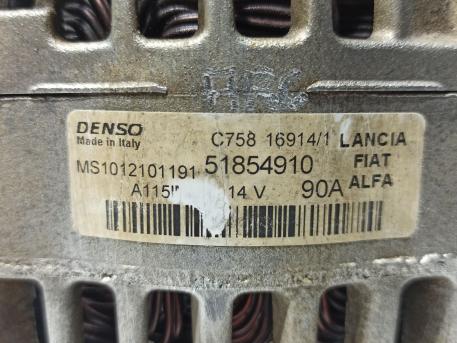 DENSO
Made in Italy
C758 16914/1
LANCIA
MS1012101191 51854910
FIAT
14 V 90A
ALFA